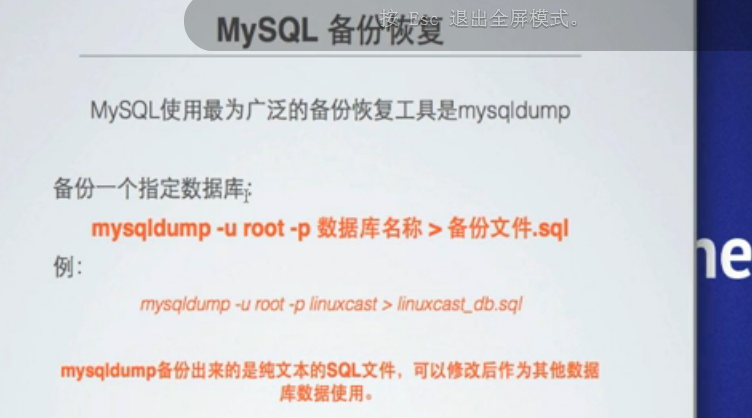 按 Esc 退出全屏模式。
MySQL 备份恢复
MySQL使用最为广泛的备份恢复工具是mysqldump
备份一个指定数据库:
mysqldump -u root -p 数据库名称 > 备份文件.sql
例:
mysqldump -u root -p linuxcast > linuxcast_db.sql
mysqldump备份出来的是纯文本的SQL文件，可以修改后作为其他数据
库数据使用。
ne